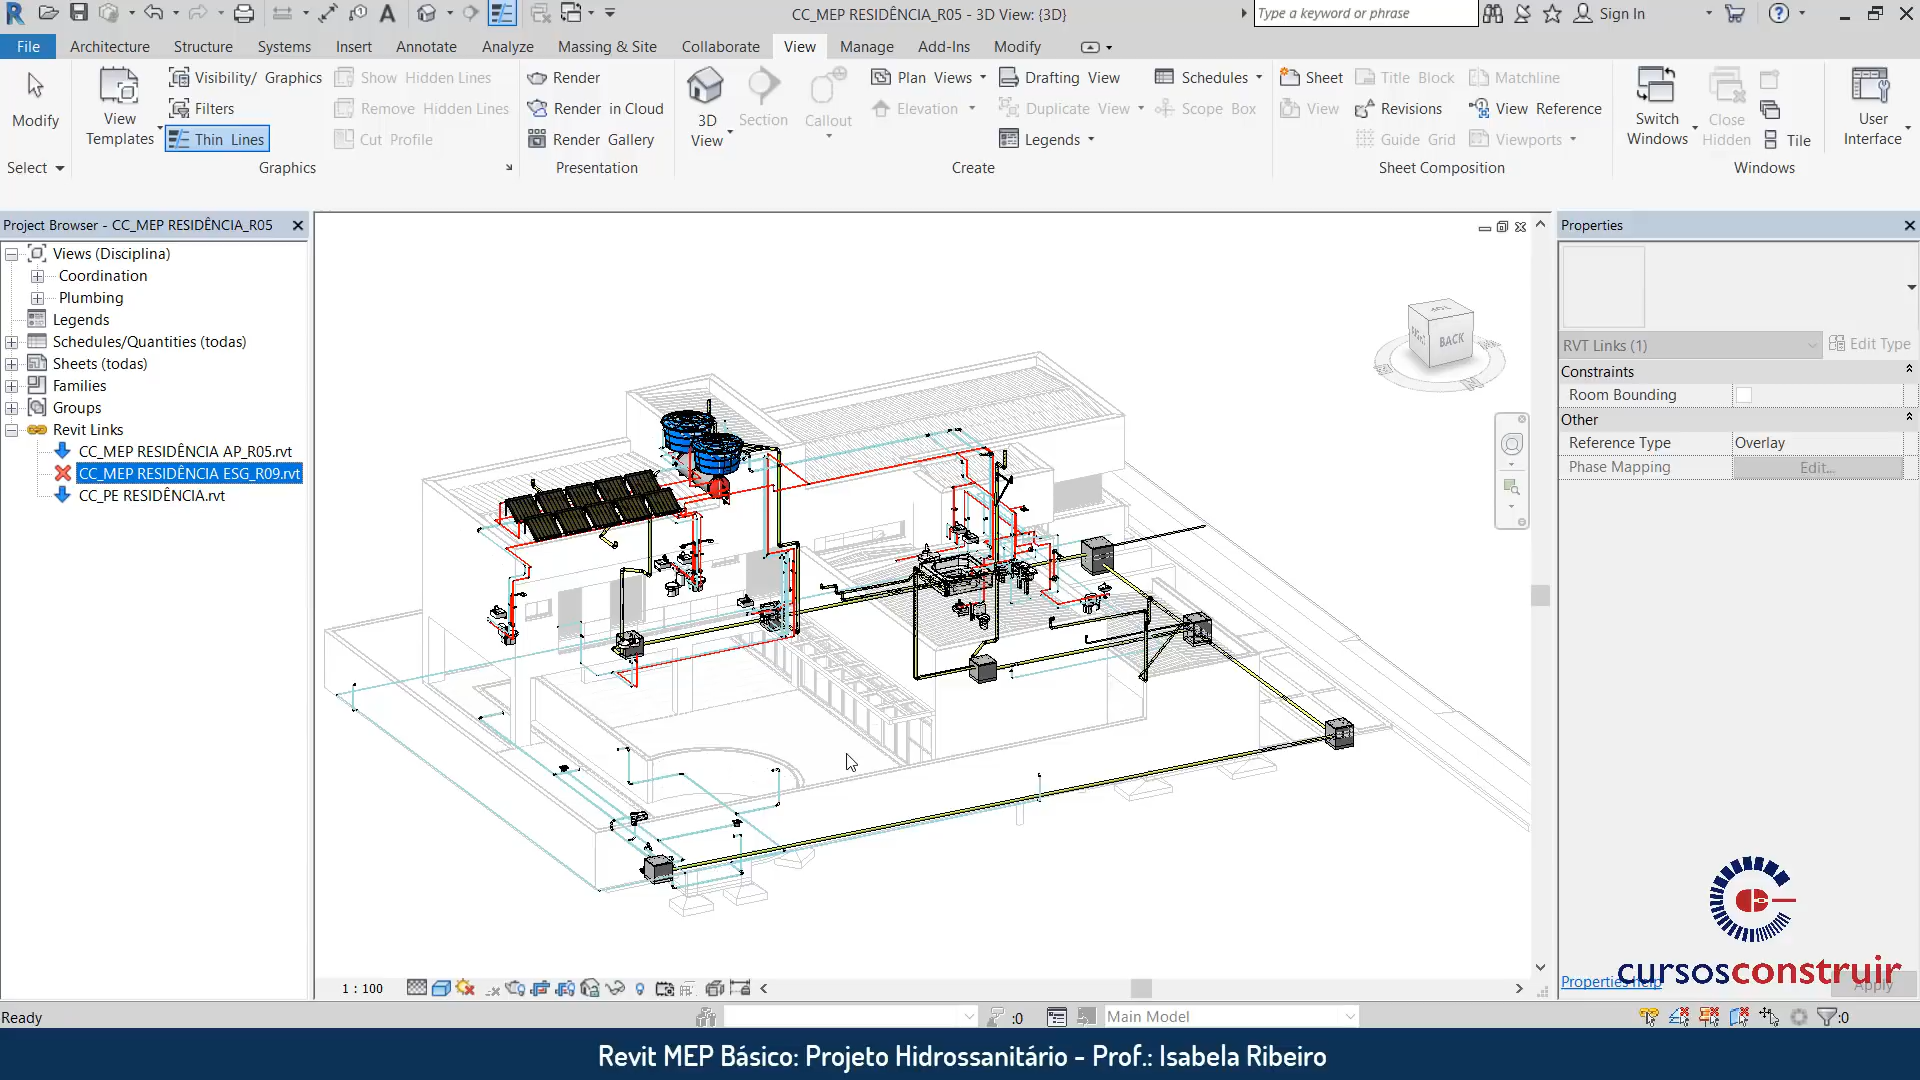 CC_MEP RESIDÊNCIA_R05 - 3D View: {3D}
Type a keyword or phrase
Sign In
File
Architecture
Structure
Systems
Insert
Annotate
Analyze
Massing & Site
Collaborate
View
Manage
Add-Ins
Modify
Modify
Select
View Templates
Visibility/ Graphics
Filters
Thin Lines
Show Hidden Lines
Remove Hidden Lines
Cut Profile
Graphics
Render
Render in Cloud
Render Gallery
Presentation
3D View
Section
Callout
Plan Views
Elevation
Drafting View
Duplicate View
Legends
Schedules
Scope Box
Create
Sheet
View
Title Block
Revisions
Guide Grid
Matchline
View Reference
Viewports
Sheet Composition
Switch Windows
Close Hidden
Tile
Windows
User Interface
Project Browser - CC_MEP RESIDÊNCIA_R05
Views (Disciplina)
Coordination
Plumbing
Legends
Schedules/Quantities (todas)
Sheets (todas)
Families
Groups
Revit Links
CC_MEP RESIDÊNCIA AP_R05.rvt
CC_MEP RESIDÊNCIA ESG_R09.rvt
CC_PE RESIDÊNCIA.rvt
BACK
Properties
RVT Links (1)
Edit Type
Constraints
Room Bounding
Other
Reference Type
Overlay
Phase Mapping
Edit...
Properties help
Apply
cursosconstruir
1 : 100
Ready
:0
Main Model
:0
Revit MEP Básico: Projeto Hidrossanitário - Prof.: Isabela Ribeiro